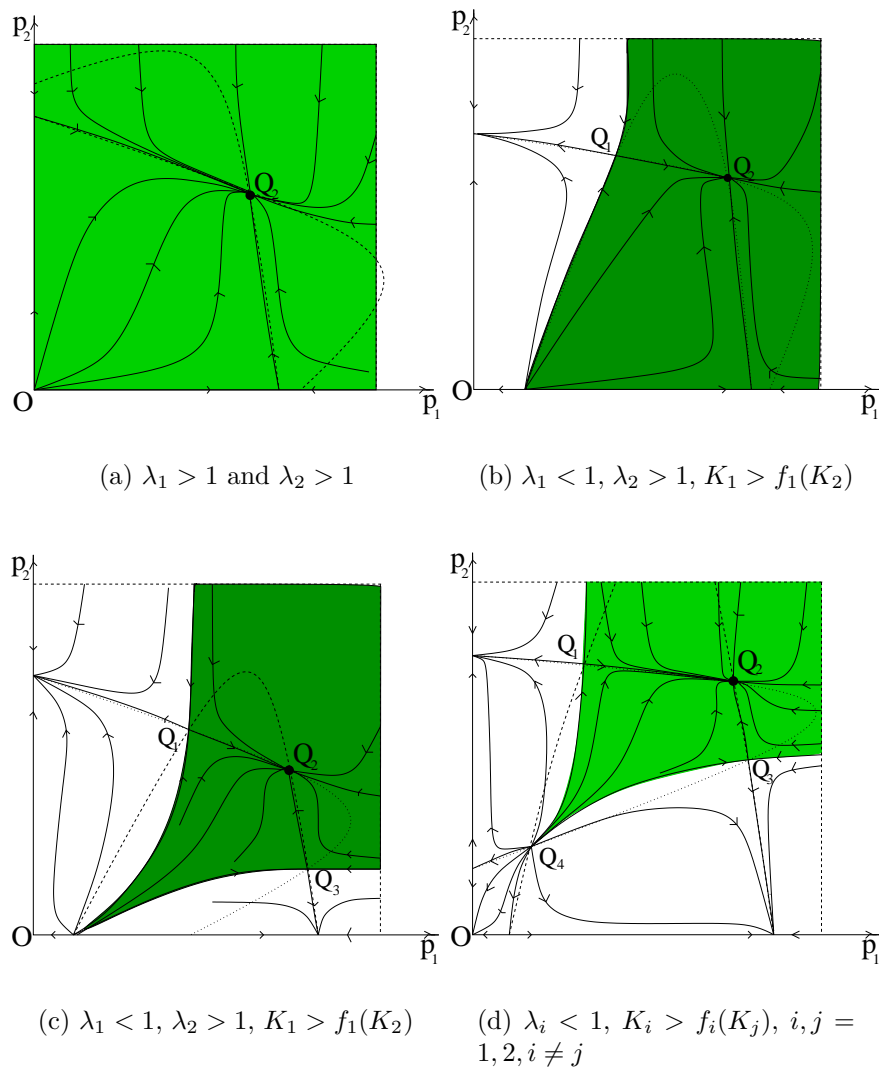 p₂
Q₂
O
p₁
(a) λ₁ > 1 and λ₂ > 1
p₂
Q₁
Q₂
O
p₁
(b) λ₁ < 1, λ₂ > 1, K₁ > f₁(K₂)
p₂
Q₁
Q₂
Q₃
O
p₁
(c) λ₁ < 1, λ₂ > 1, K₁ > f₁(K₂)
p₂
Q₁
Q₂
Q₃
Q₄
O
p₁
(d) λᵢ < 1, Kᵢ > fᵢ(Kⱼ), i, j =
1, 2, i ≠ j